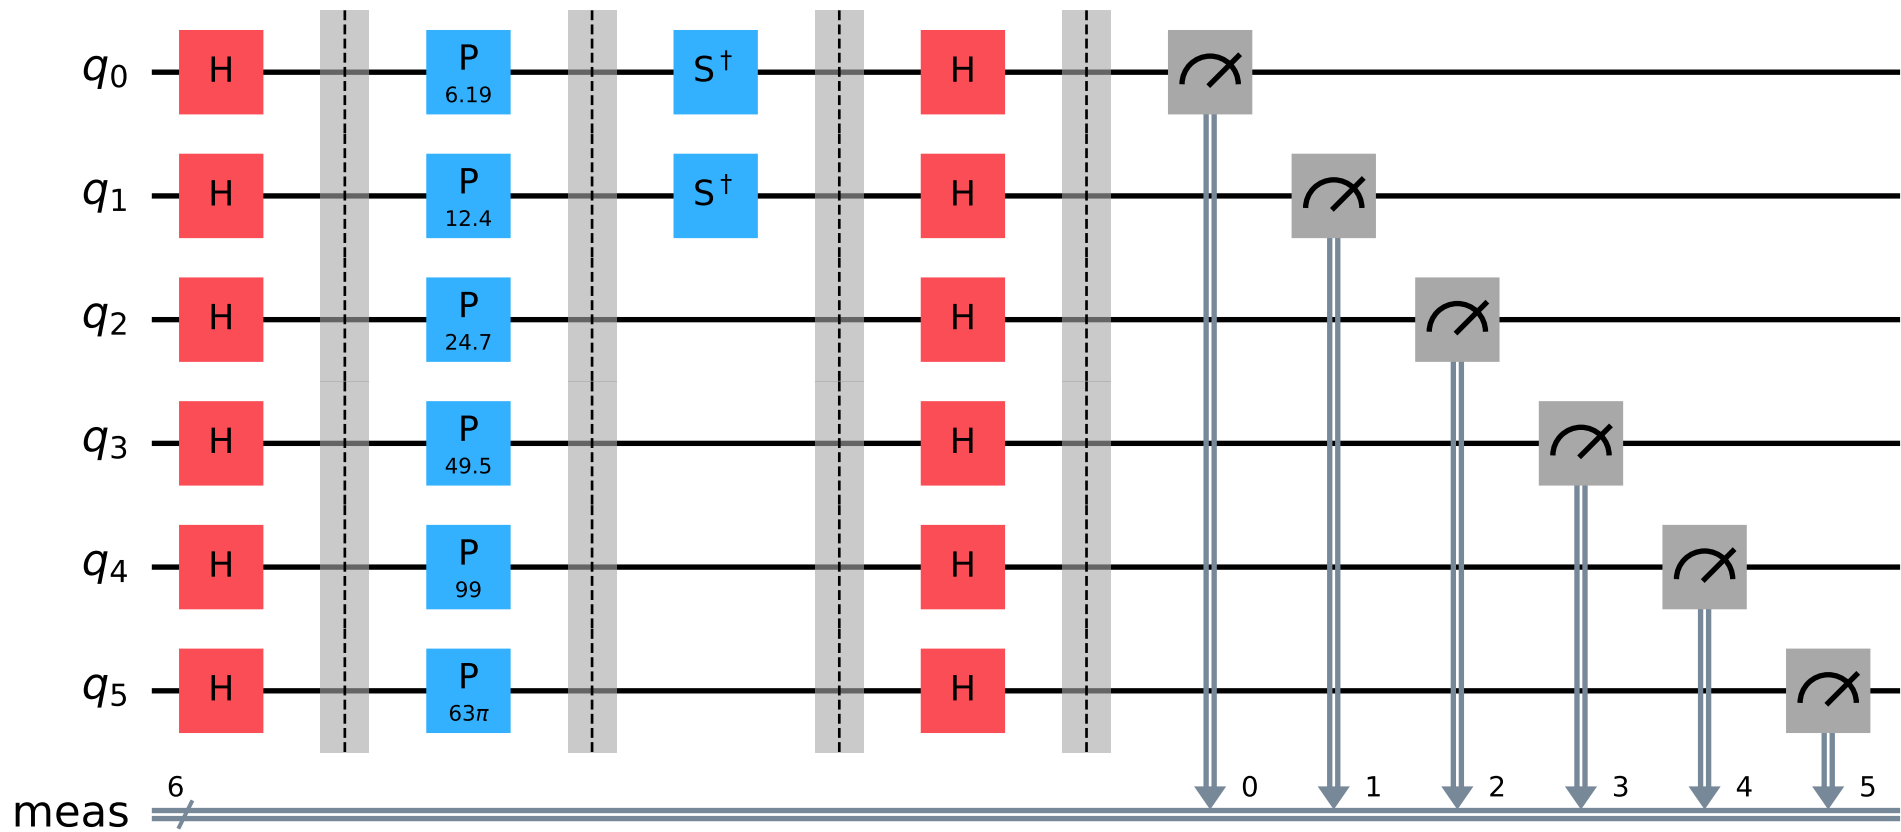 q0 H P 6.19 S† H
q1 H P 12.4 S† H
q2 H P 24.7 H
q3 H P 49.5 H
q4 H P 99 H
q5 H P 63π H
6 0 1 2 3 4 5
meas